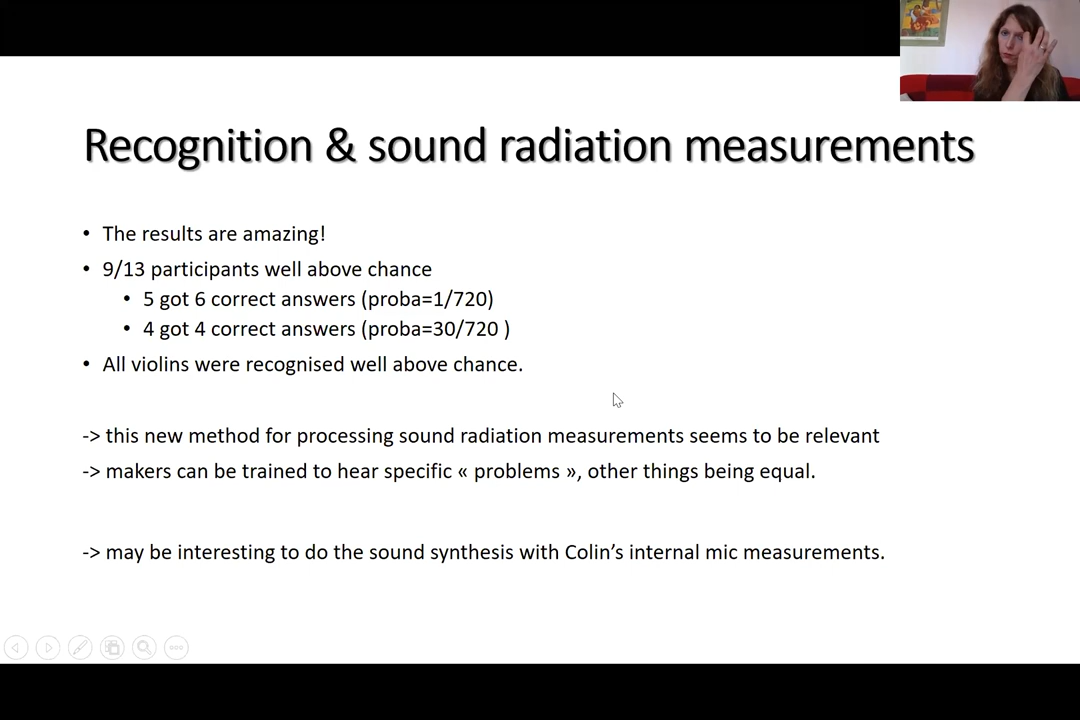 Recognition & sound radiation measurements
• The results are amazing!
• 9/13 participants well above chance
• 5 got 6 correct answers (proba=1/720)
• 4 got 4 correct answers (proba=30/720 )
• All violins were recognised well above chance.
-> this new method for processing sound radiation measurements seems to be relevant
-> makers can be trained to hear specific « problems », other things being equal.
-> may be interesting to do the sound synthesis with Colin’s internal mic measurements.